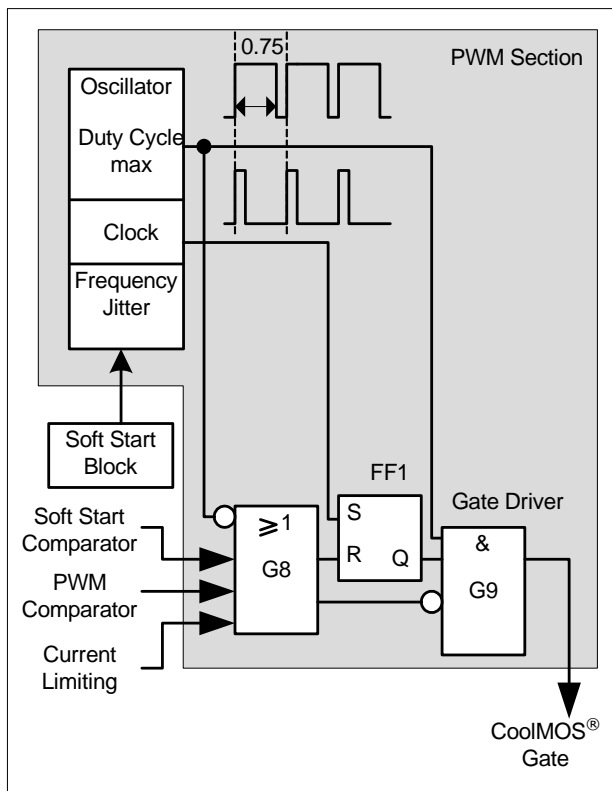 0.75
PWM Section
Oscillator
Duty Cycle
max
Clock
Frequency
Jitter
Soft Start
Block
FF1
Gate Driver
Soft Start
Comparator
PWM
Comparator
Current
Limiting
≥1
G8
S
R
Q
&
G9
CoolMOS®
Gate